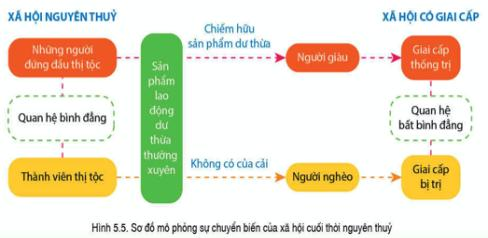 XÃ HỘI NGUYÊN THUỶ
XÃ HỘI CÓ GIAI CẤP
Chiếm hữu
sản phẩm dư thừa
Những người
đứng đầu thị tộc
Sản
phẩm
lao
động
dư
thừa
thường
xuyên
Người giàu
Giai cấp
thống trị
Quan hệ bình đẳng
Quan hệ
bất bình đẳng
Thành viên thị tộc
Không có của cải
Người nghèo
Giai cấp
bị trị
Hình 5.5. Sơ đồ mô phỏng sự chuyển biến của xã hội cuối thời nguyên thuỷ